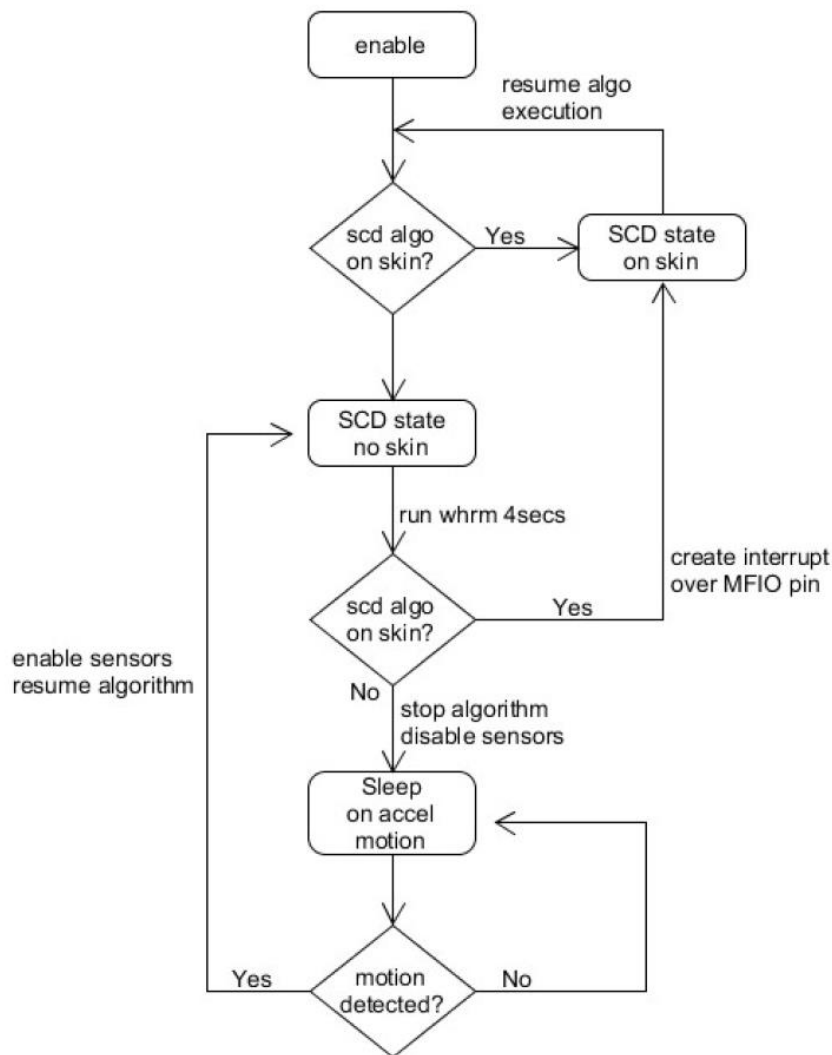 enable
resume algo
execution
scd algo
on skin?
Yes
SCD state
on skin
SCD state
no skin
run whrm 4secs
create interrupt
over MFIO pin
scd algo
on skin?
Yes
enable sensors
resume algorithm
No
stop algorithm
disable sensors
Sleep
on accel
motion
Yes
motion
detected?
No